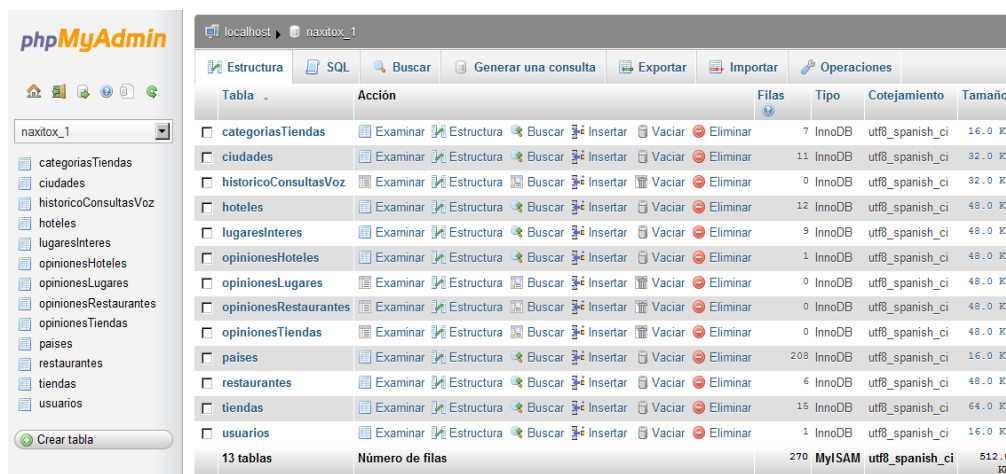 phpMyAdmin
naxitox_1
categoriasTiendas
ciudades
historicoConsultasVoz
hoteles
lugaresInteres
opinionesHoteles
opinionesLugares
opinionesRestaurantes
opinionesTiendas
paises
restaurantes
tiendas
usuarios
Crear tabla
localhost naxitox_1
Estructura SQL Buscar Generar una consulta Exportar Importar Operaciones
Tabla Acción Filas Tipo Cotejamiento Tamaño
categoriasTiendas Examinar Estructura Buscar Insertar Vaciar Eliminar 7 InnoDB utf8_spanish_ci 16.0 K
ciudades Examinar Estructura Buscar Insertar Vaciar Eliminar 11 InnoDB utf8_spanish_ci 32.0 K
historicoConsultasVoz Examinar Estructura Buscar Insertar Vaciar Eliminar 0 InnoDB utf8_spanish_ci 32.0 K
hoteles Examinar Estructura Buscar Insertar Vaciar Eliminar 12 InnoDB utf8_spanish_ci 48.0 K
lugaresInteres Examinar Estructura Buscar Insertar Vaciar Eliminar 9 InnoDB utf8_spanish_ci 48.0 K
opinionesHoteles Examinar Estructura Buscar Insertar Vaciar Eliminar 1 InnoDB utf8_spanish_ci 48.0 K
opinionesLugares Examinar Estructura Buscar Insertar Vaciar Eliminar 0 InnoDB utf8_spanish_ci 48.0 K
opinionesRestaurantes Examinar Estructura Buscar Insertar Vaciar Eliminar 0 InnoDB utf8_spanish_ci 48.0 K
opinionesTiendas Examinar Estructura Buscar Insertar Vaciar Eliminar 0 InnoDB utf8_spanish_ci 48.0 K
paises Examinar Estructura Buscar Insertar Vaciar Eliminar 208 InnoDB utf8_spanish_ci 16.0 K
restaurantes Examinar Estructura Buscar Insertar Vaciar Eliminar 6 InnoDB utf8_spanish_ci 48.0 K
tiendas Examinar Estructura Buscar Insertar Vaciar Eliminar 15 InnoDB utf8_spanish_ci 64.0 K
usuarios Examinar Estructura Buscar Insertar Vaciar Eliminar 1 InnoDB utf8_spanish_ci 16.0 K
13 tablas Número de filas 270 MyISAM utf8_spanish_ci 512.